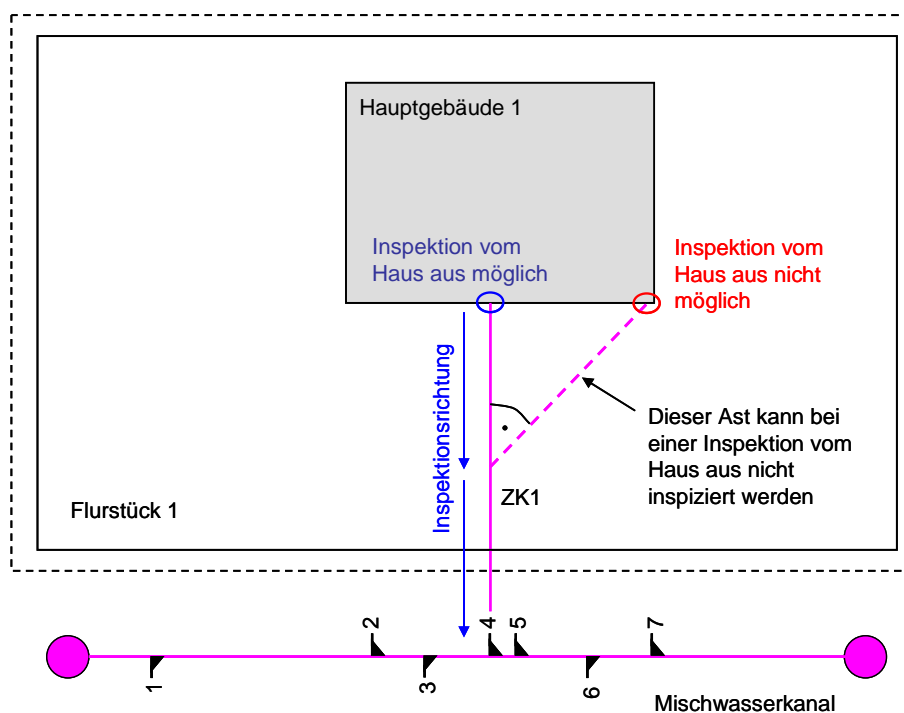 Hauptgebäude 1
Inspektion vom
Haus aus möglich
Inspektion vom
Haus aus nicht
möglich
Inspektionsrichtung
Dieser Ast kann bei
einer Inspektion vom
Haus aus nicht
inspiziert werden
ZK1
Flurstück 1
1
2
3
4
5
6
7
Mischwasserkanal